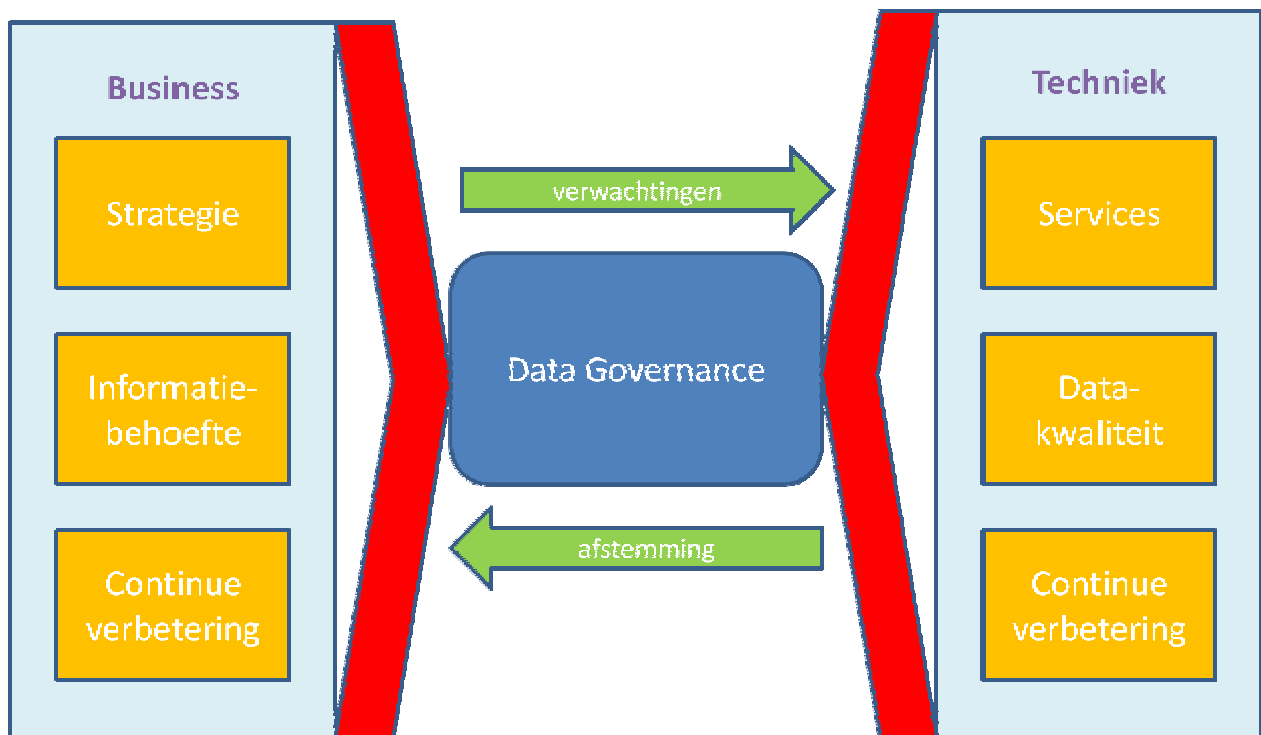 Business
Strategie
Informatie-
behoefte
Continue
verbetering
verwachtingen
Data Governance
afstemming
Techniek
Services
Data-
kwaliteit
Continue
verbetering